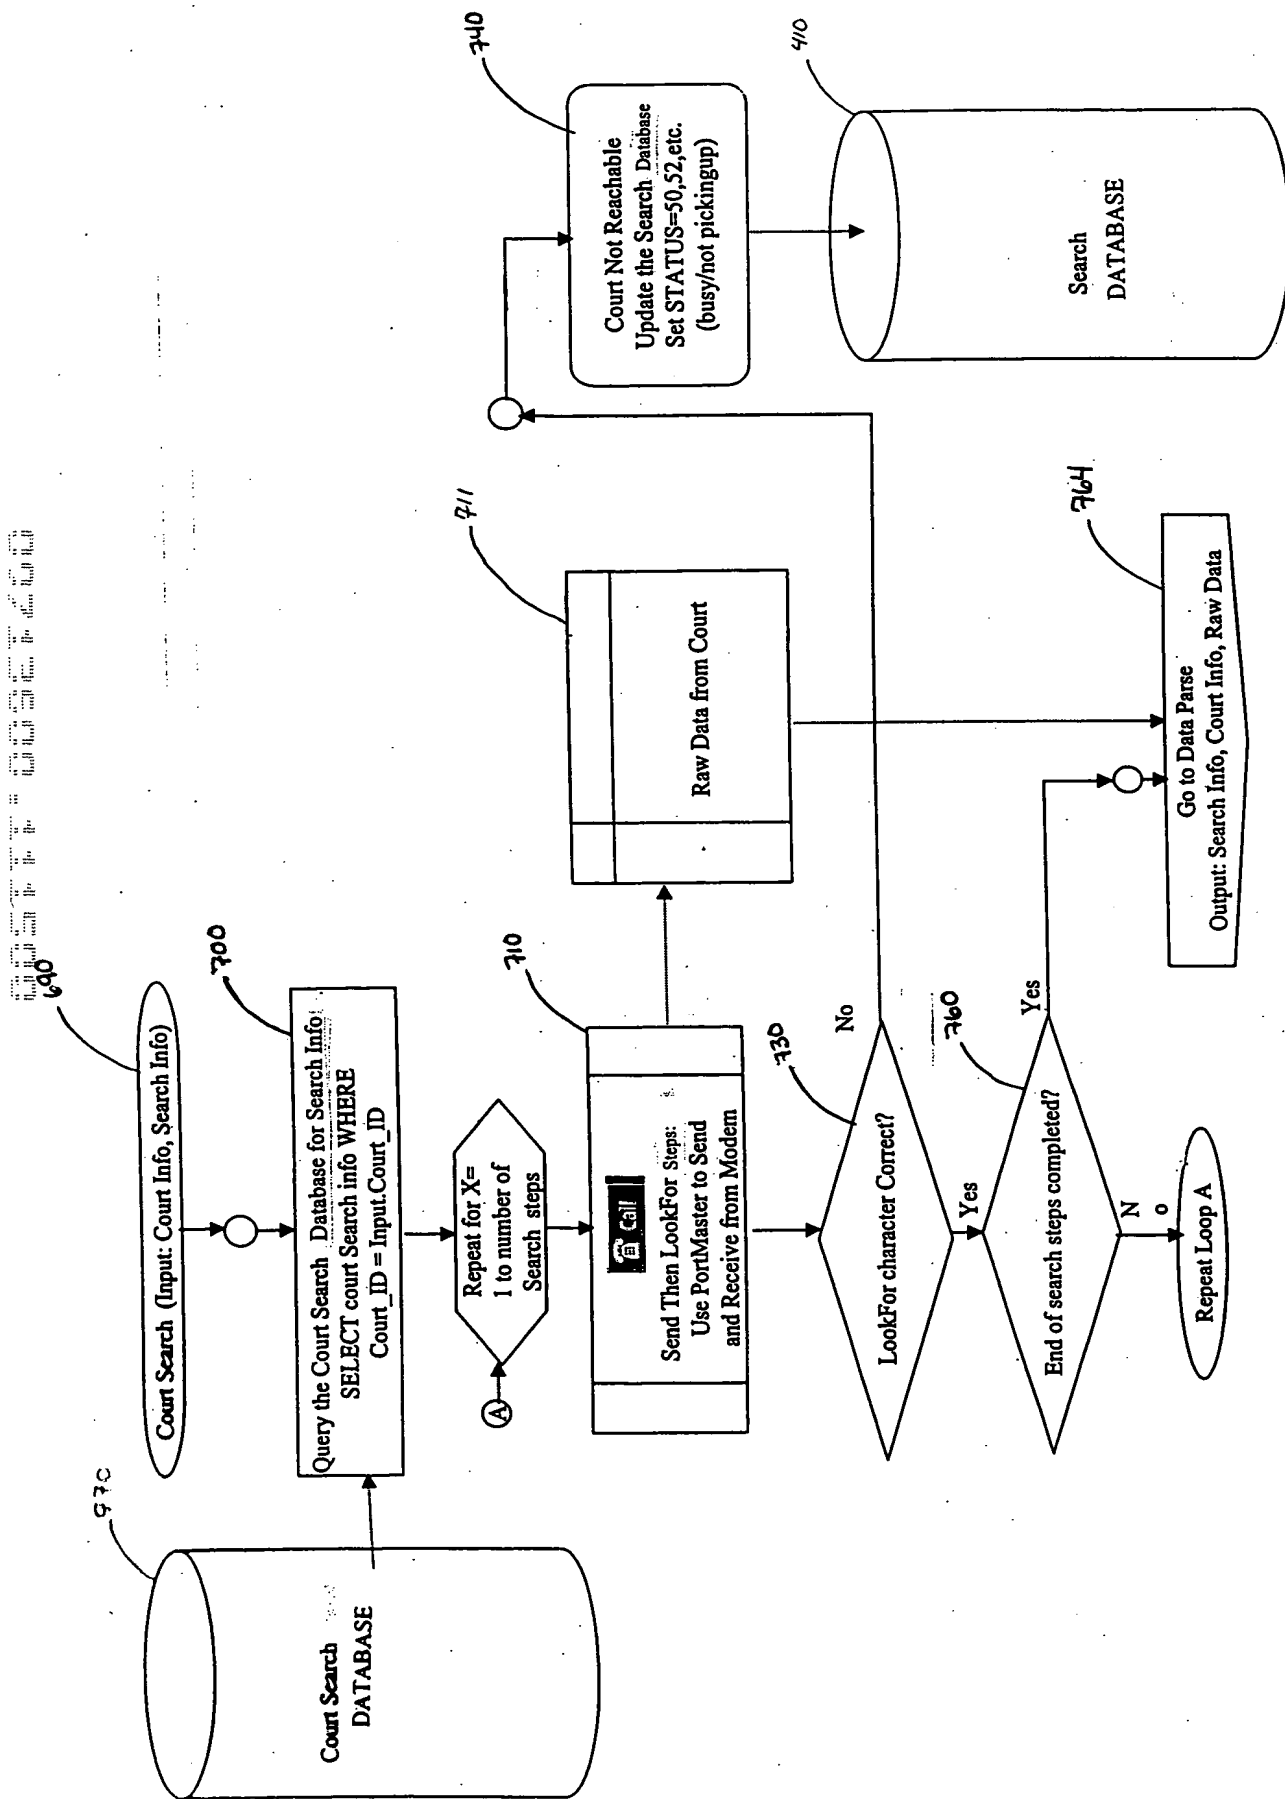 690
Court Search (Input: Court Info, Search Info)
970
Court Search
DATABASE
700
Query the Court Search Database for Search Info:
SELECT court Search info WHERE
Court_ID = Input.Court_ID
A
Repeat for X=
1 to number of
Search steps
710
Call
Send Then LookFor Steps:
Use PortMaster to Send
and Receive from Modem
711
Raw Data from Court
730
LookFor character Correct?
No
Yes
740
Court Not Reachable
Update the Search Database
Set STATUS=50,52,etc.
(busy/not pickingup)
410
Search
DATABASE
760
End of search steps completed?
Yes
N
o
Repeat Loop A
764
Go to Data Parse
Output: Search Info, Court Info, Raw Data